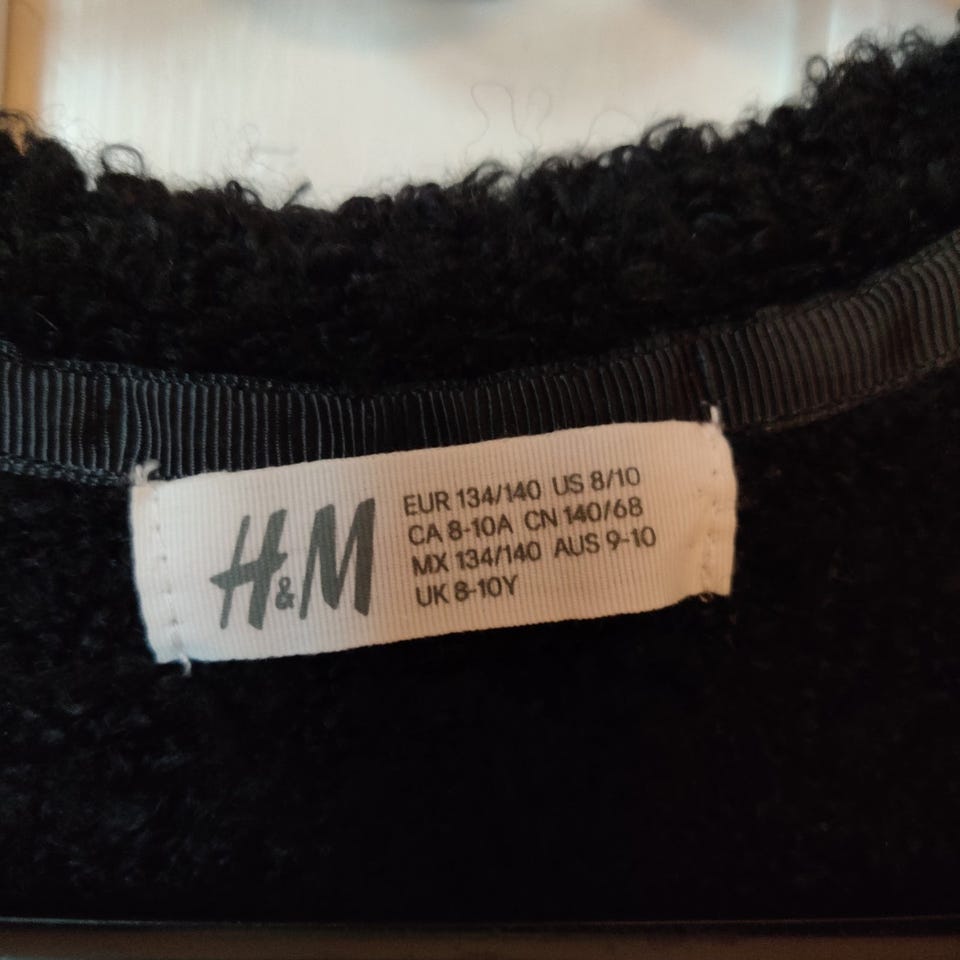 H&M
EUR 134/140 US 8/10
CA 8-10A CN 140/68
MX 134/140 AUS 9-10
UK 8-10Y